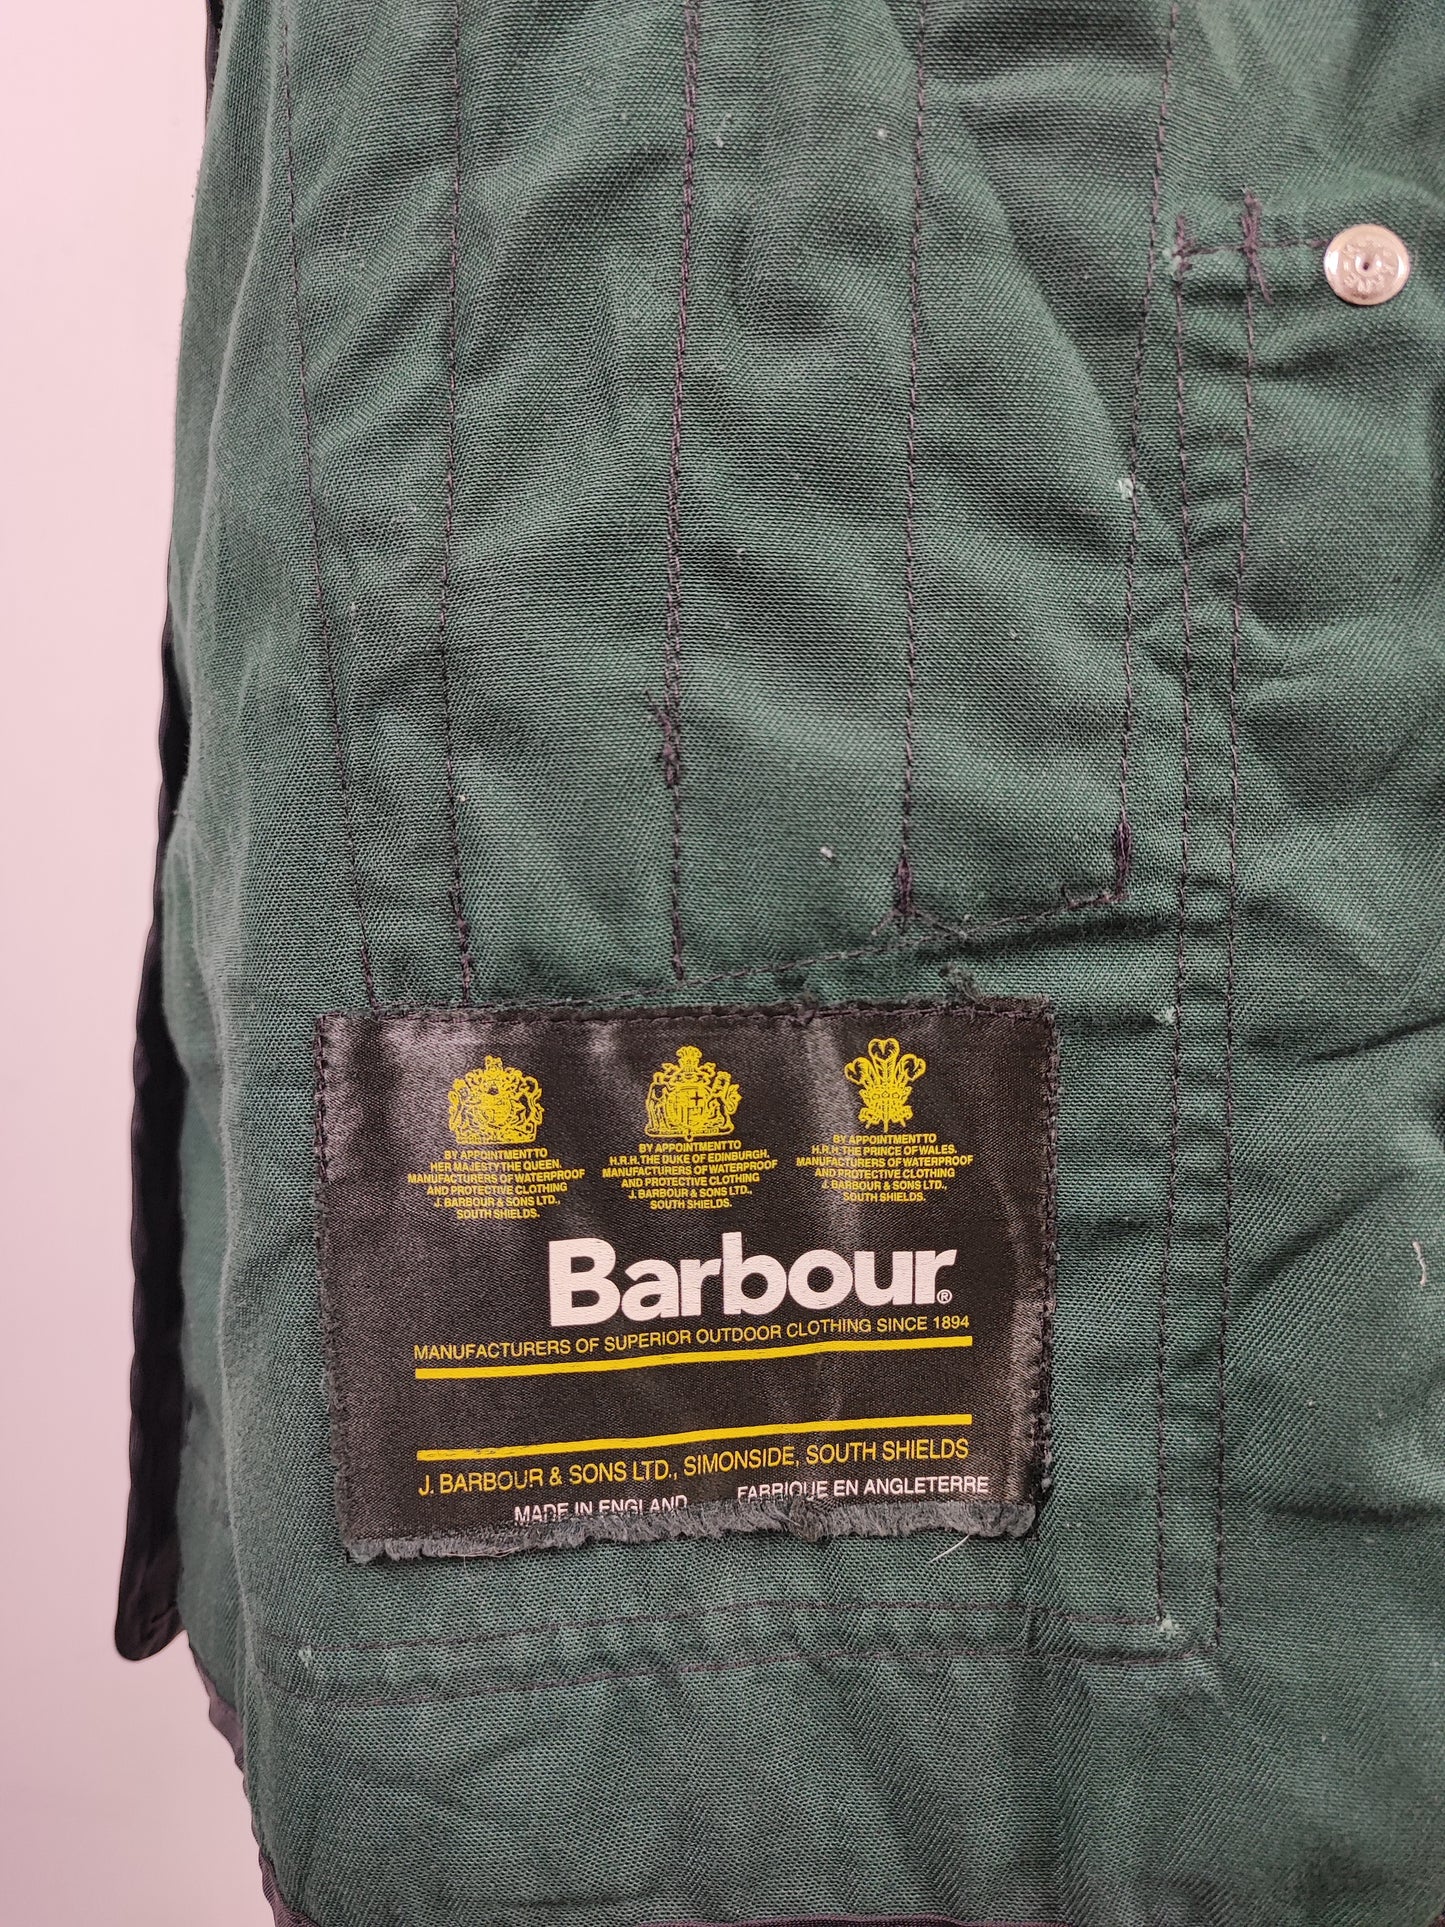 BY APPOINTMENT TO
HER MAJESTY THE QUEEN.
MANUFACTURERS OF WATERPROOF
AND PROTECTIVE CLOTHING
J. BARBOUR & SONS LTD.,
SOUTH SHIELDS.
BY APPOINTMENT TO
H.R.H. THE DUKE OF EDINBURGH.
MANUFACTURERS OF WATERPROOF
AND PROTECTIVE CLOTHING
J. BARBOUR & SONS LTD.,
SOUTH SHIELDS.
BY APPOINTMENT TO
H.R.H. THE PRINCE OF WALES.
MANUFACTURERS OF WATERPROOF
AND PROTECTIVE CLOTHING
J. BARBOUR & SONS LTD.,
SOUTH SHIELDS.
Barbour®
MANUFACTURERS OF SUPERIOR OUTDOOR CLOTHING SINCE 1894
J. BARBOUR & SONS LTD., SIMONSIDE, SOUTH SHIELDS
MADE IN ENGLAND FABRIQUE EN ANGLETERRE